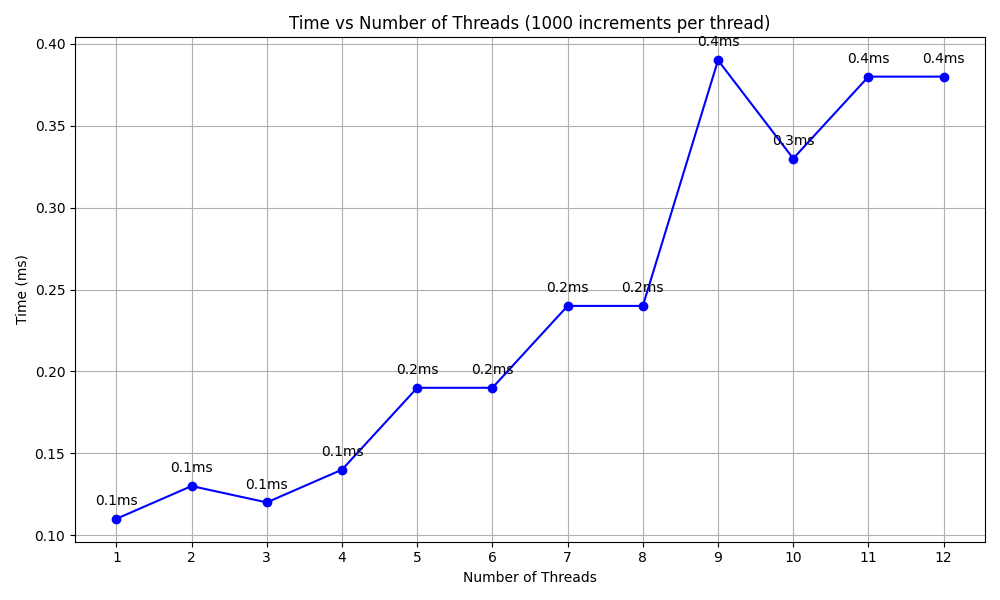 Time vs Number of Threads (1000 increments per thread)
Time (ms)
0.40
0.35
0.30
0.25
0.20
0.15
0.10
0.1ms
0.1ms
0.1ms
0.1ms
0.2ms
0.2ms
0.2ms
0.2ms
0.4ms
0.3ms
0.4ms
0.4ms
1 2 3 4 5 6 7 8 9 10 11 12
Number of Threads